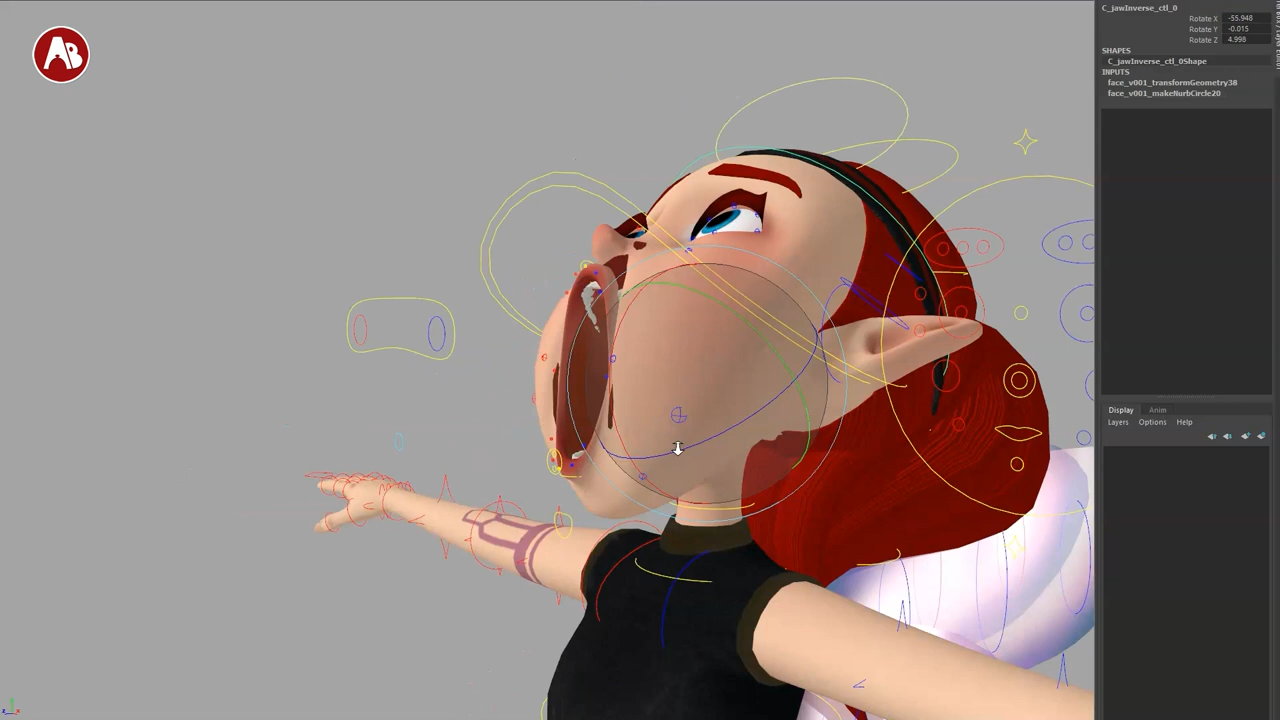 AB
C_jawInverse_ctl_0
Rotate X -55.948
Rotate Y -0.015
Rotate Z 4.998
SHAPES
C_jawInverse_ctl_0Shape
INPUTS
face_v001_transformGeometry38
face_v001_makeNurbCircle20
Display Anim
Layers Options Help